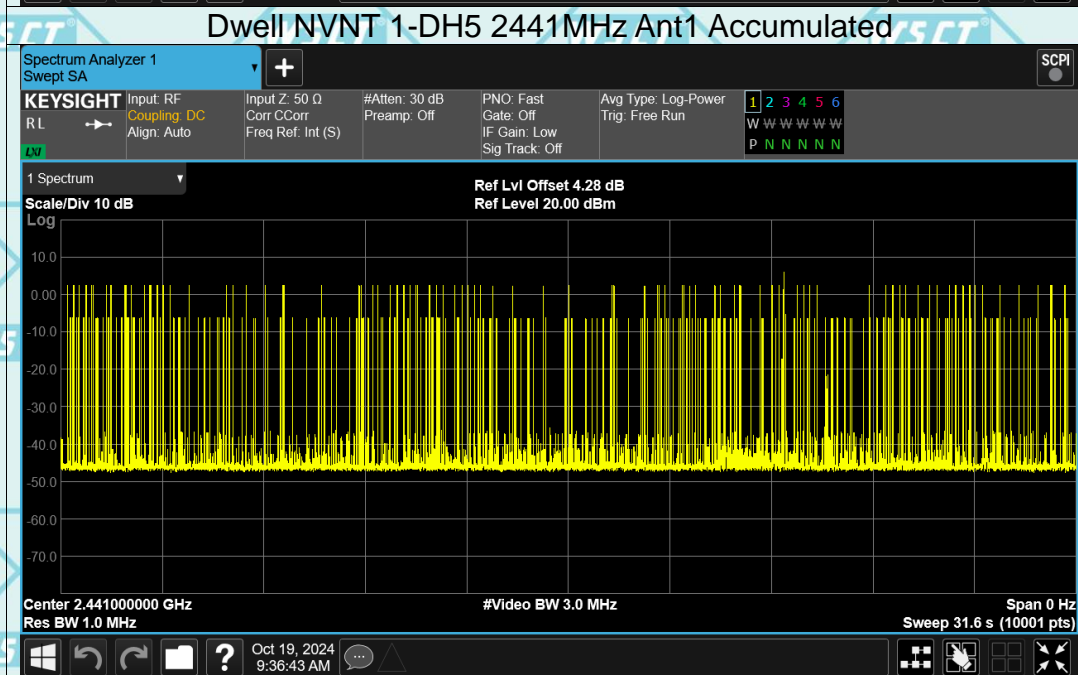 Dwell NVNT 1-DH5 2441MHz Ant1 Accumulated
Spectrum Analyzer 1
Swept SA
▼
+
SCPI
KEYSIGHT
R L
LXI
Input: RF
Coupling: DC
Align: Auto
Input Z: 50 Ω
Corr CCorr
Freq Ref: Int (S)
#Atten: 30 dB
Preamp: Off
PNO: Fast
Gate: Off
IF Gain: Low
Sig Track: Off
Avg Type: Log-Power
Trig: Free Run
1 2 3 4 5 6
W W W W W W
P N N N N N
1 Spectrum ▼
Scale/Div 10 dB
Ref Lvl Offset 4.28 dB
Ref Level 20.00 dBm
Log
10.0
0.00
-10.0
-20.0
-30.0
-40.0
-50.0
-60.0
-70.0
Center 2.441000000 GHz
#Video BW 3.0 MHz
Span 0 Hz
Res BW 1.0 MHz
Sweep 31.6 s (10001 pts)
?
Oct 19, 2024
9:36:43 AM